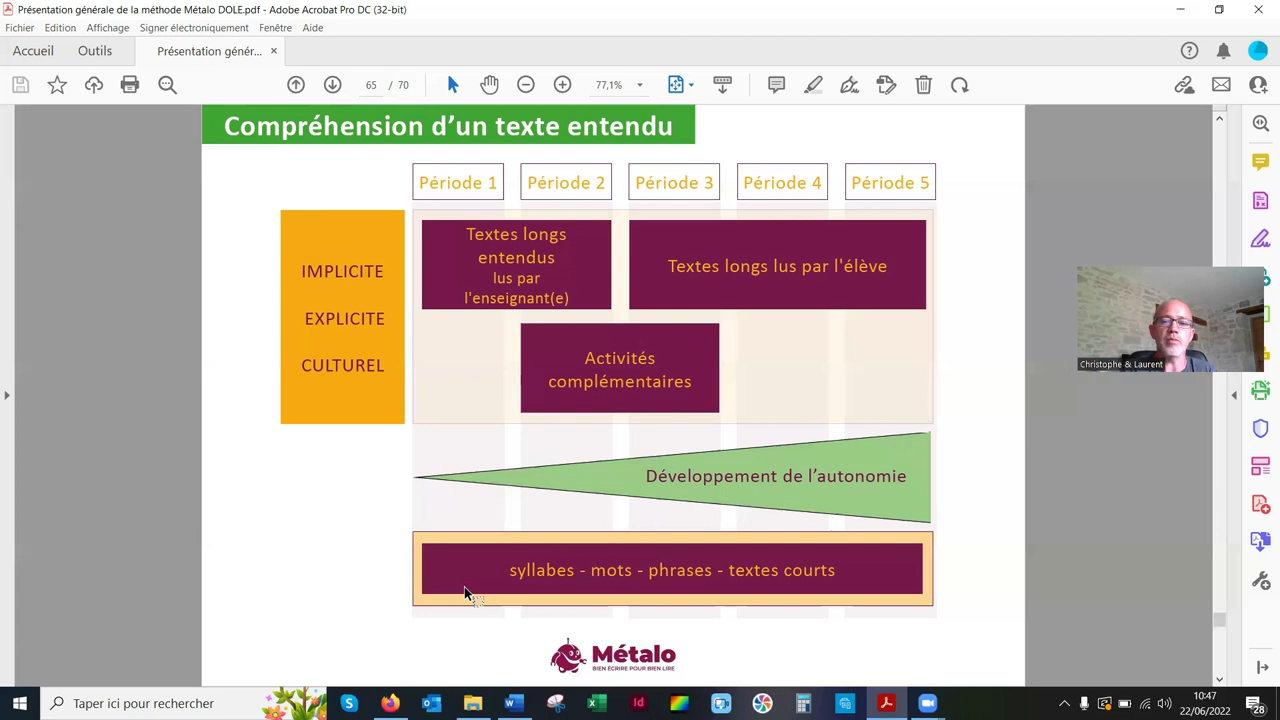 Présentation générale de la méthode Métalo DOLE.pdf - Adobe Acrobat Pro DC (32-bit)
Fichier Edition Affichage Signer électroniquement Fenêtre Aide
Accueil Outils Présentation génér... ×
65 / 70 77,1%
Compréhension d’un texte entendu
Période 1 Période 2 Période 3 Période 4 Période 5
IMPLICITE
EXPLICITE
CULTUREL
Textes longs
entendus
lus par
l'enseignant(e)
Textes longs lus par l'élève
Activités
complémentaires
Développement de l’autonomie
syllabes - mots - phrases - textes courts
Métalo
BIEN ÉCRIRE POUR BIEN LIRE
Christophe & Laurent
Taper ici pour rechercher
10:47
22/06/2022
28